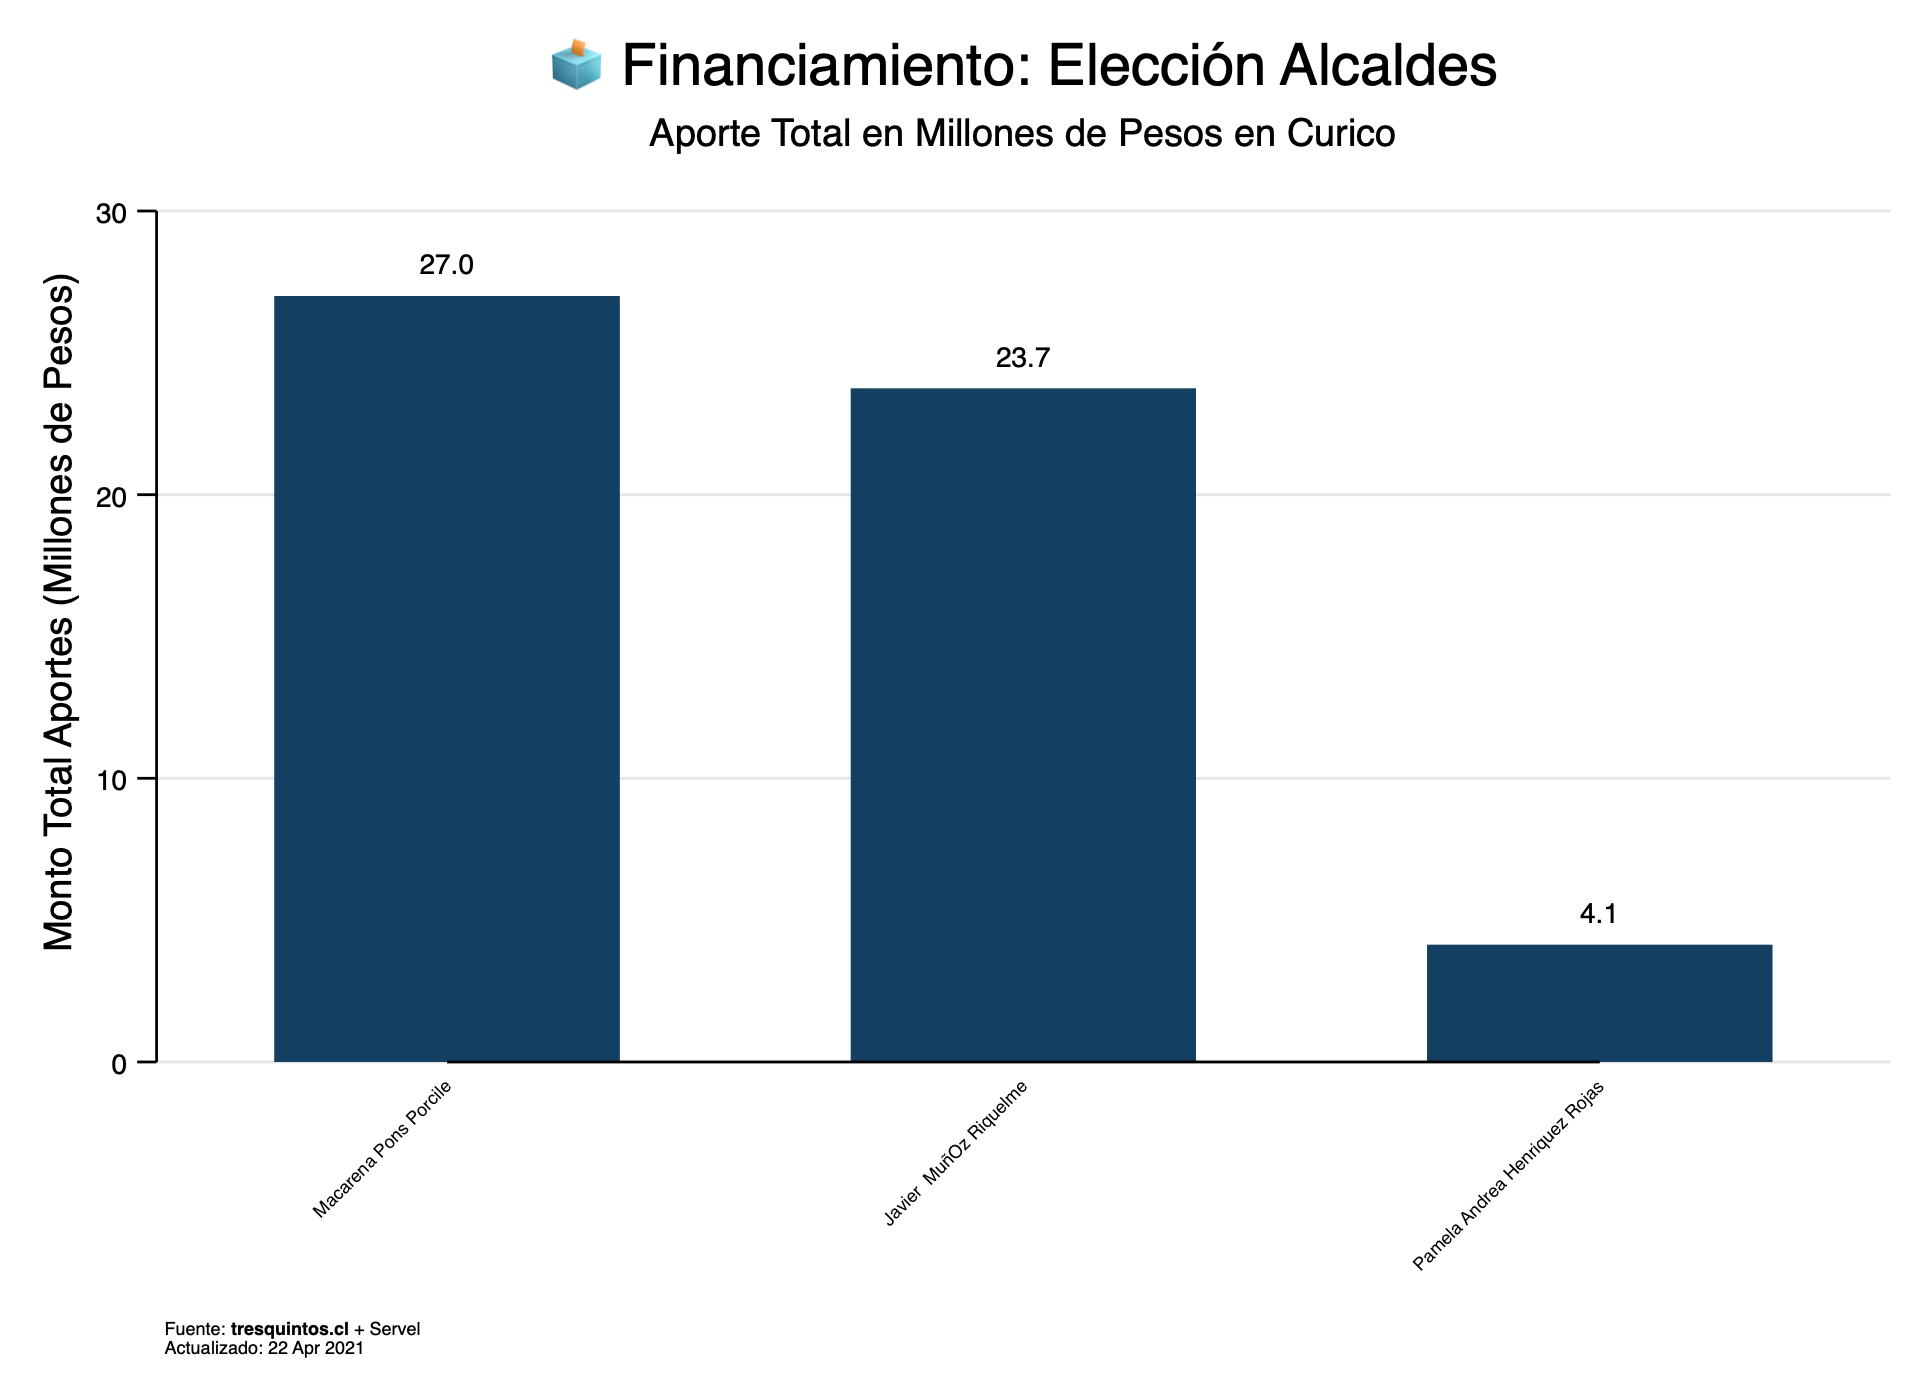 Financiamiento: Elección Alcaldes
Aporte Total en Millones de Pesos en Curico
Monto Total Aportes (Millones de Pesos)
30
20
10
0
27.0
23.7
4.1
Macarena Pons Porcile
Javier  MuñOz Riquelme
Pamela Andrea Henriquez Rojas
Fuente: tresquintos.cl + Servel
Actualizado: 22 Apr 2021